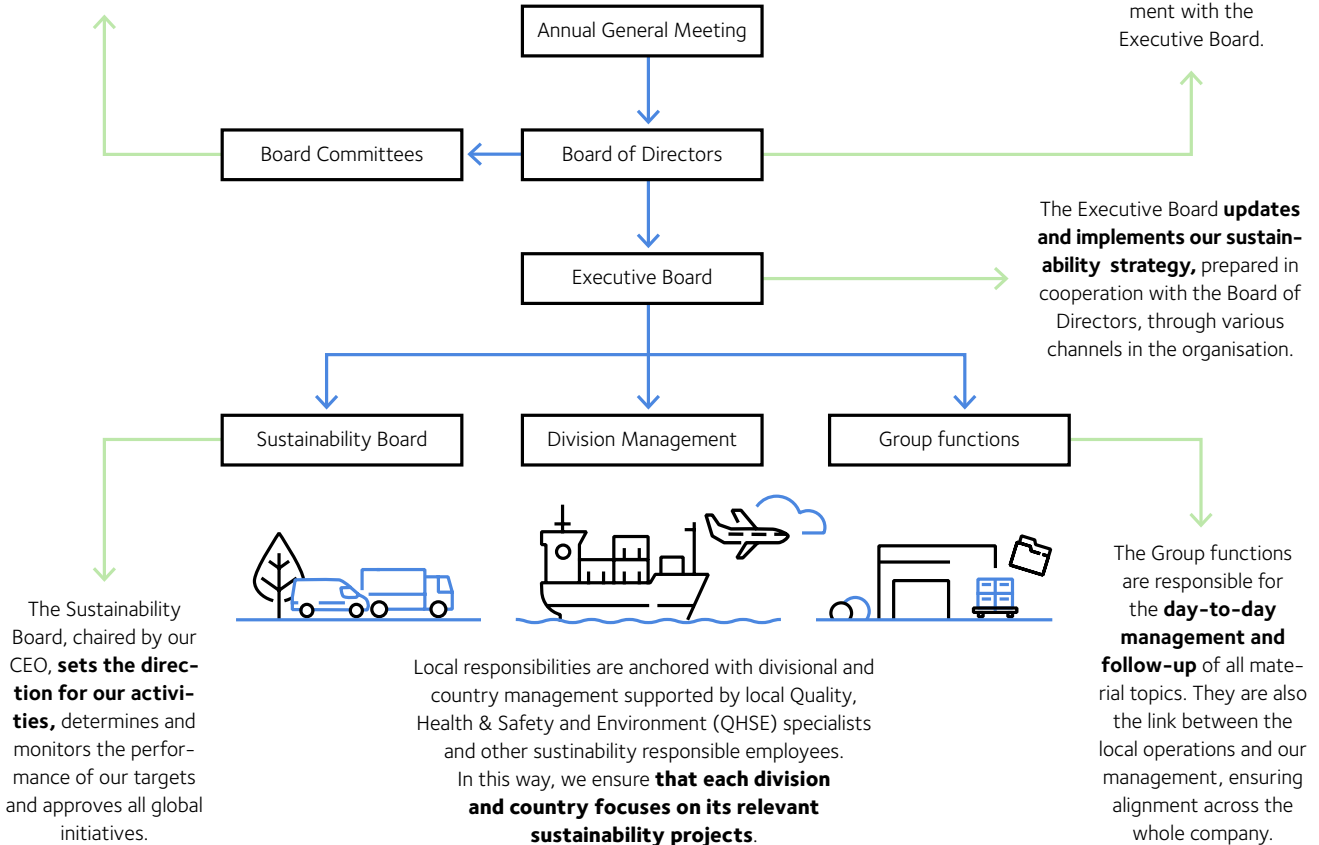 ment with the
Executive Board.
Annual General Meeting
Board Committees
Board of Directors
The Executive Board updates
and implements our sustain-
ability strategy, prepared in
cooperation with the Board of
Directors, through various
channels in the organisation.
Executive Board
Sustainability Board
Division Management
Group functions
The Sustainability
Board, chaired by our
CEO, sets the direc-
tion for our activi-
ties, determines and
monitors the perfor-
mance of our targets
and approves all global
initiatives.
Local responsibilities are anchored with divisional and
country management supported by local Quality,
Health & Safety and Environment (QHSE) specialists
and other sustinability responsible employees.
In this way, we ensure that each division
and country focuses on its relevant
sustainability projects.
The Group functions
are responsible for
the day-to-day
management and
follow-up of all mate-
rial topics. They are also
the link between the
local operations and our
management, ensuring
alignment across the
whole company.